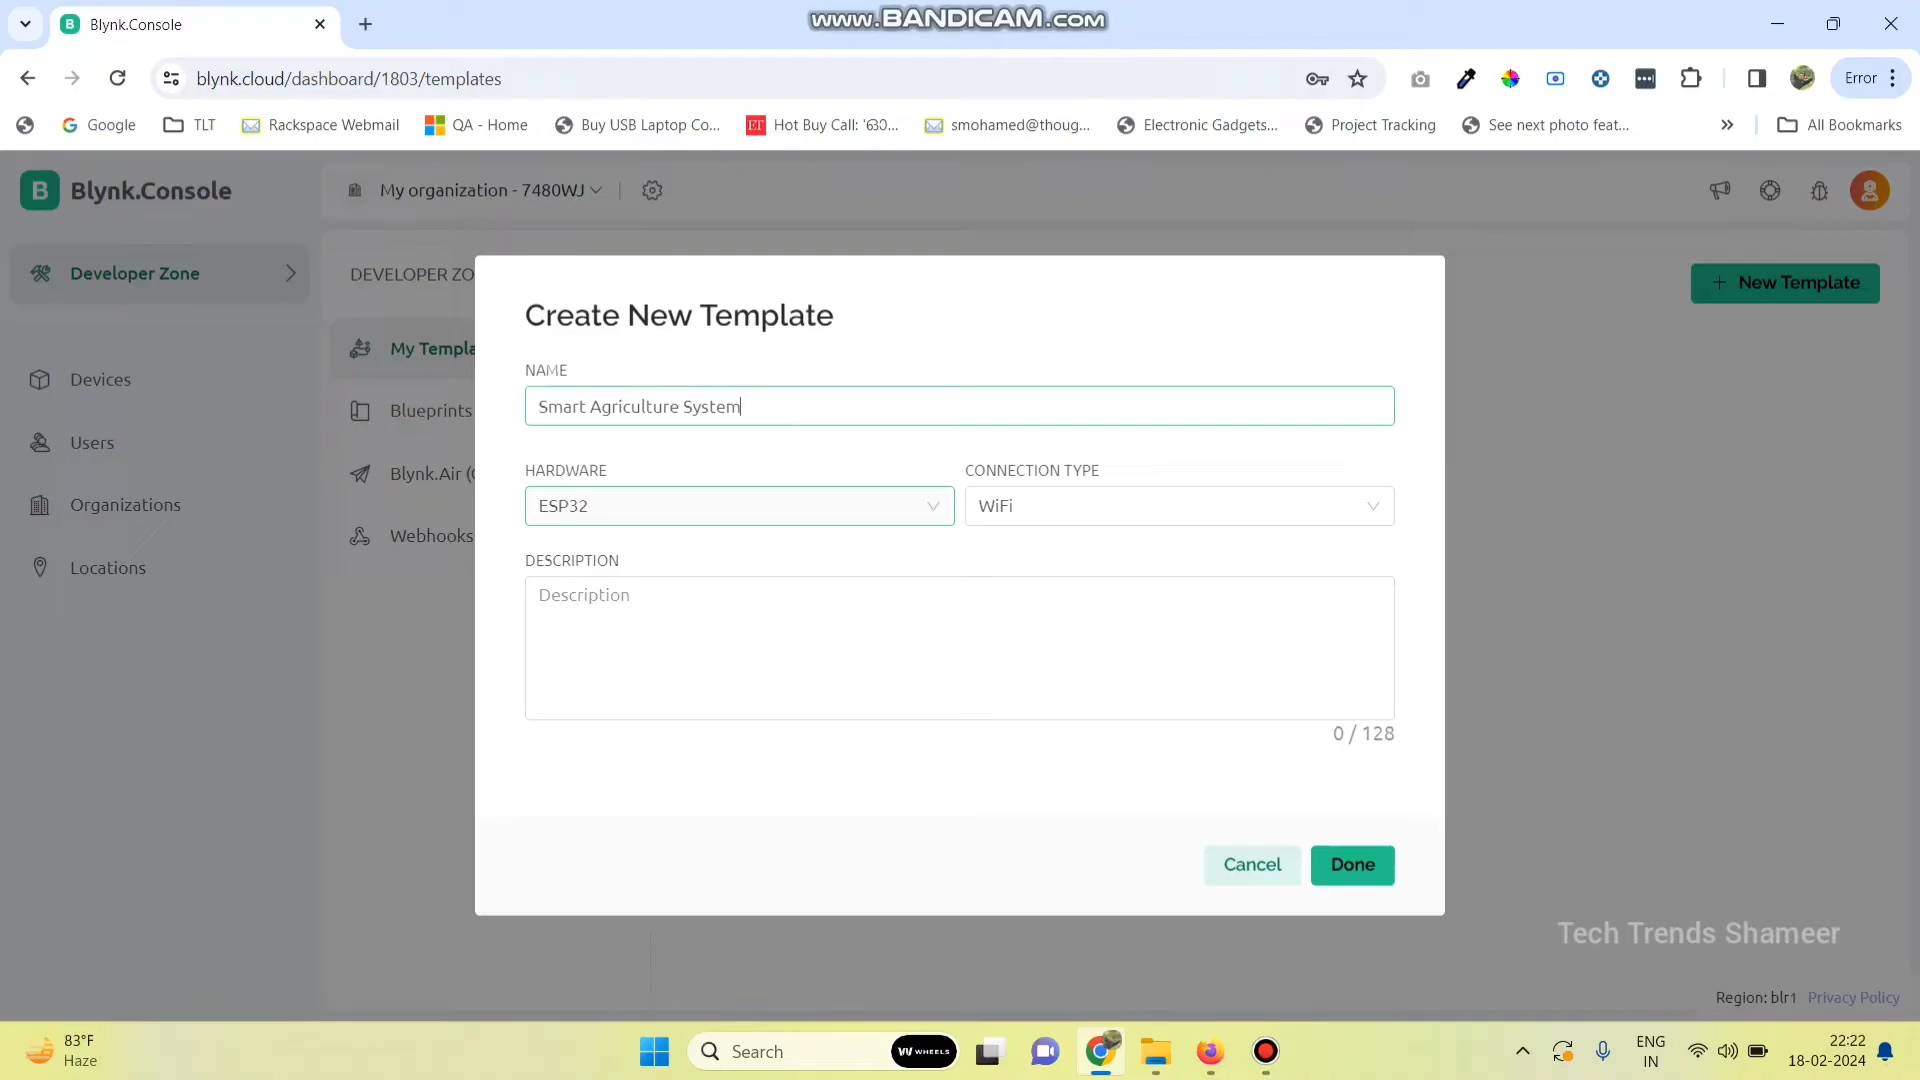 Blynk.Console
www.BANDICAM.com
blynk.cloud/dashboard/1803/templates
Error
Google
TLT
Rackspace Webmail
QA - Home
Buy USB Laptop Co...
ET
Hot Buy Call: '630...
smohamed@thoug...
Electronic Gadgets...
Project Tracking
See next photo feat...
All Bookmarks
B
Blynk.Console
My organization - 7480WJ
Developer Zone
DEVELOPER ZO
New Template
My Templa
Devices
Blueprints
Users
Blynk.Air (
Organizations
Webhooks
Locations
Create New Template
NAME
Smart Agriculture System
HARDWARE
CONNECTION TYPE
ESP32
WiFi
DESCRIPTION
Description
0 / 128
Cancel
Done
Tech Trends Shameer
Region: blr1 Privacy Policy
83°F
Haze
Search
WHEELS
ENG
IN
22:22
18-02-2024